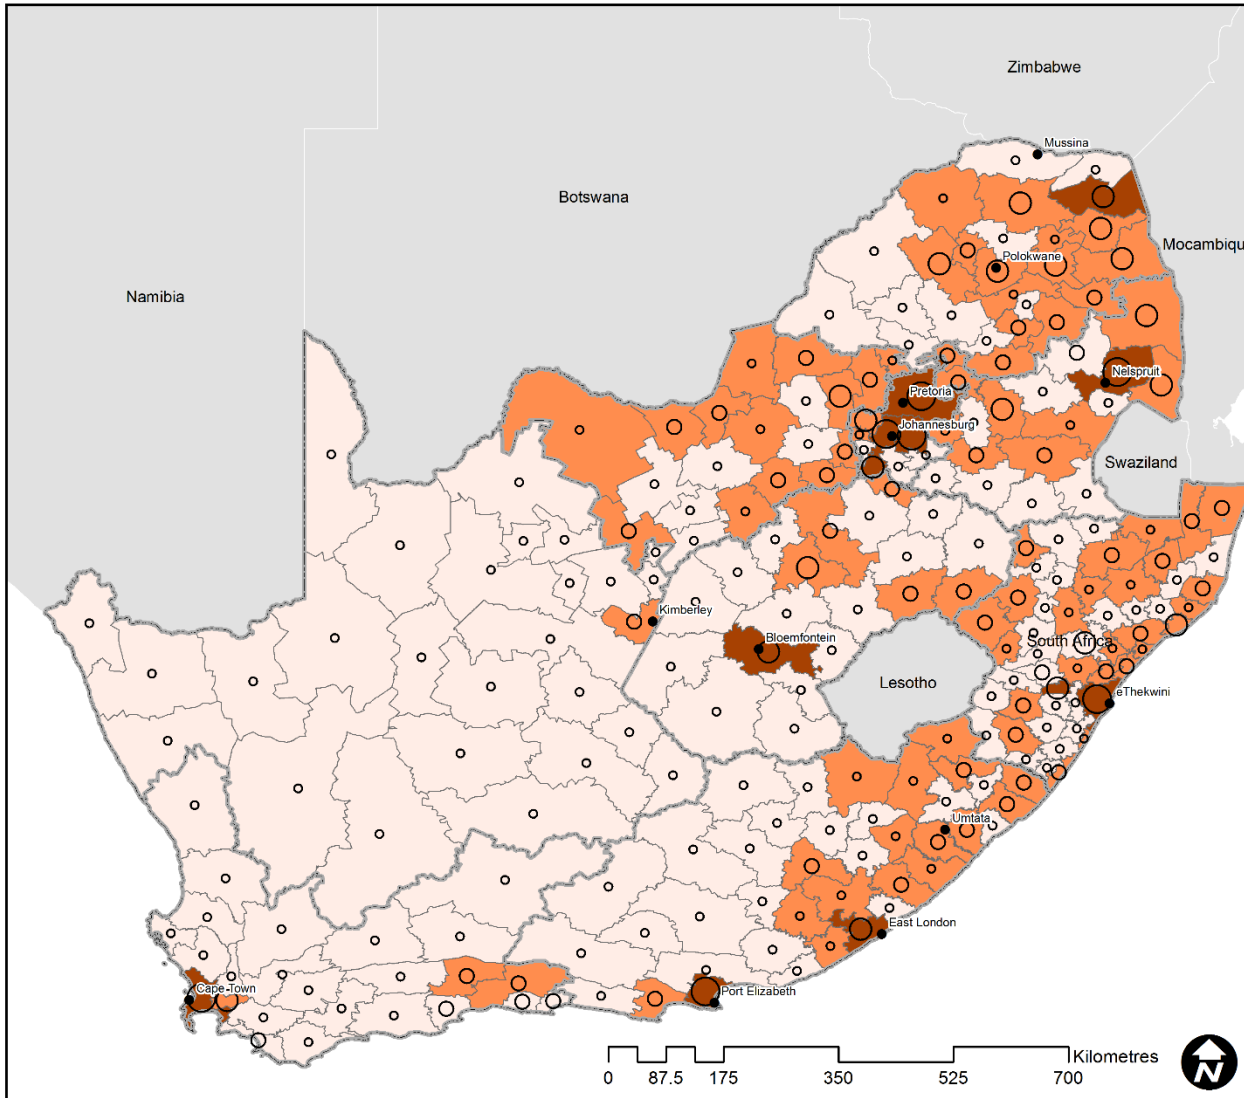 Zimbabwe
Mussina
Botswana
Mocambiqu
Polokwane
Namibia
Nelspruit
Pretoria
Johannesburg
Swaziland
Kimberley
Bloemfontein
South Africa
Lesotho
eThekwini
Umtata
East London
Cape-Town
Port Elizabeth
Kilometres
0 87.5 175 350 525 700
N